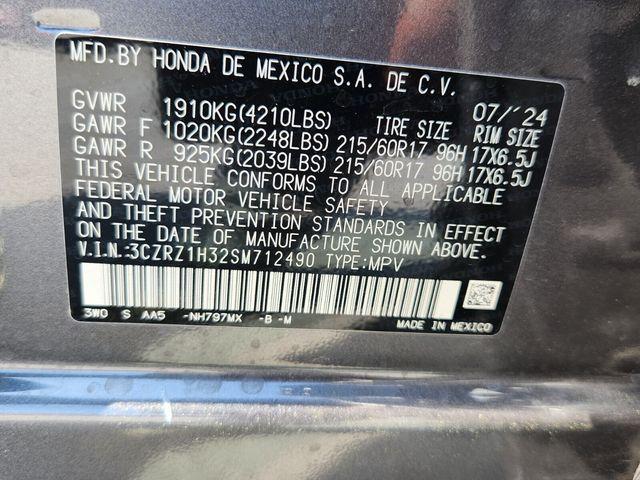 MFD.BY HONDA DE MEXICO S.A. DE C.V.
GVWR 1910KG(4210LBS) TIRE SIZE 07/'24 RIM SIZE
GAWR F 1020KG(2248LBS) 215/60R17 96H 17X6.5J
GAWR R 925KG(2039LBS) 215/60R17 96H 17X6.5J
THIS VEHICLE CONFORMS TO ALL APPLICABLE
FEDERAL MOTOR VEHICLE SAFETY
AND THEFT PREVENTION STANDARDS IN EFFECT
ON THE DATE OF MANUFACTURE SHOWN ABOVE.
V.I.N.:3CZRZ1H32SM712490 TYPE:MPV
3W0 S AA5 -NH797MX -B -M MADE IN MEXICO